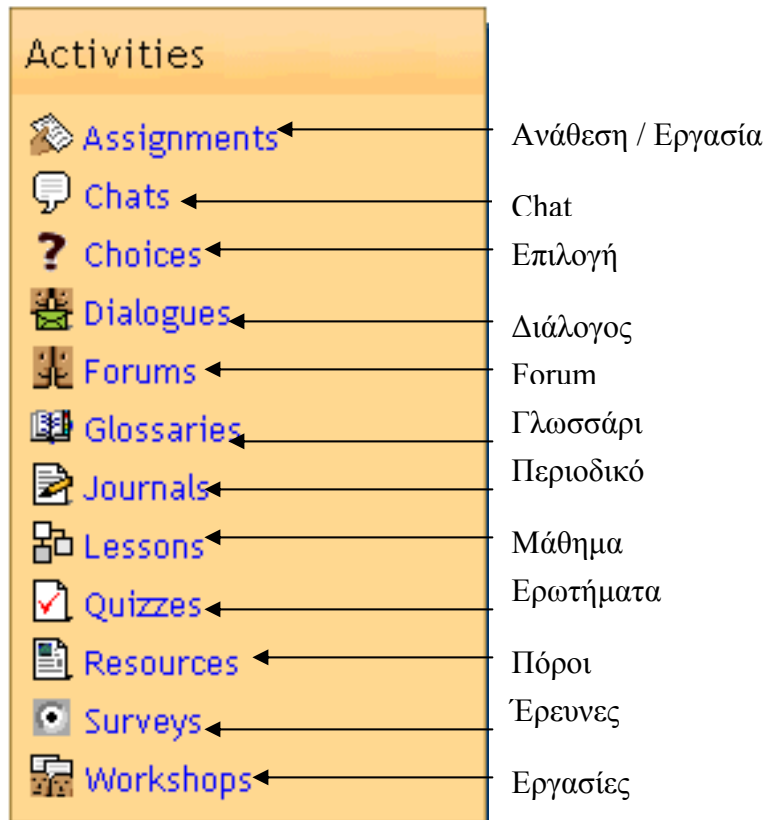 Activities
Assignments Ανάθεση / Εργασία
Chats Chat
Choices Επιλογή
Dialogues Διάλογος
Forums Forum
Glossaries Γλωσσάρι
Journals Περιοδικό
Lessons Μάθημα
Quizzes Ερωτήματα
Resources Πόροι
Surveys Έρευνες
Workshops Εργασίες